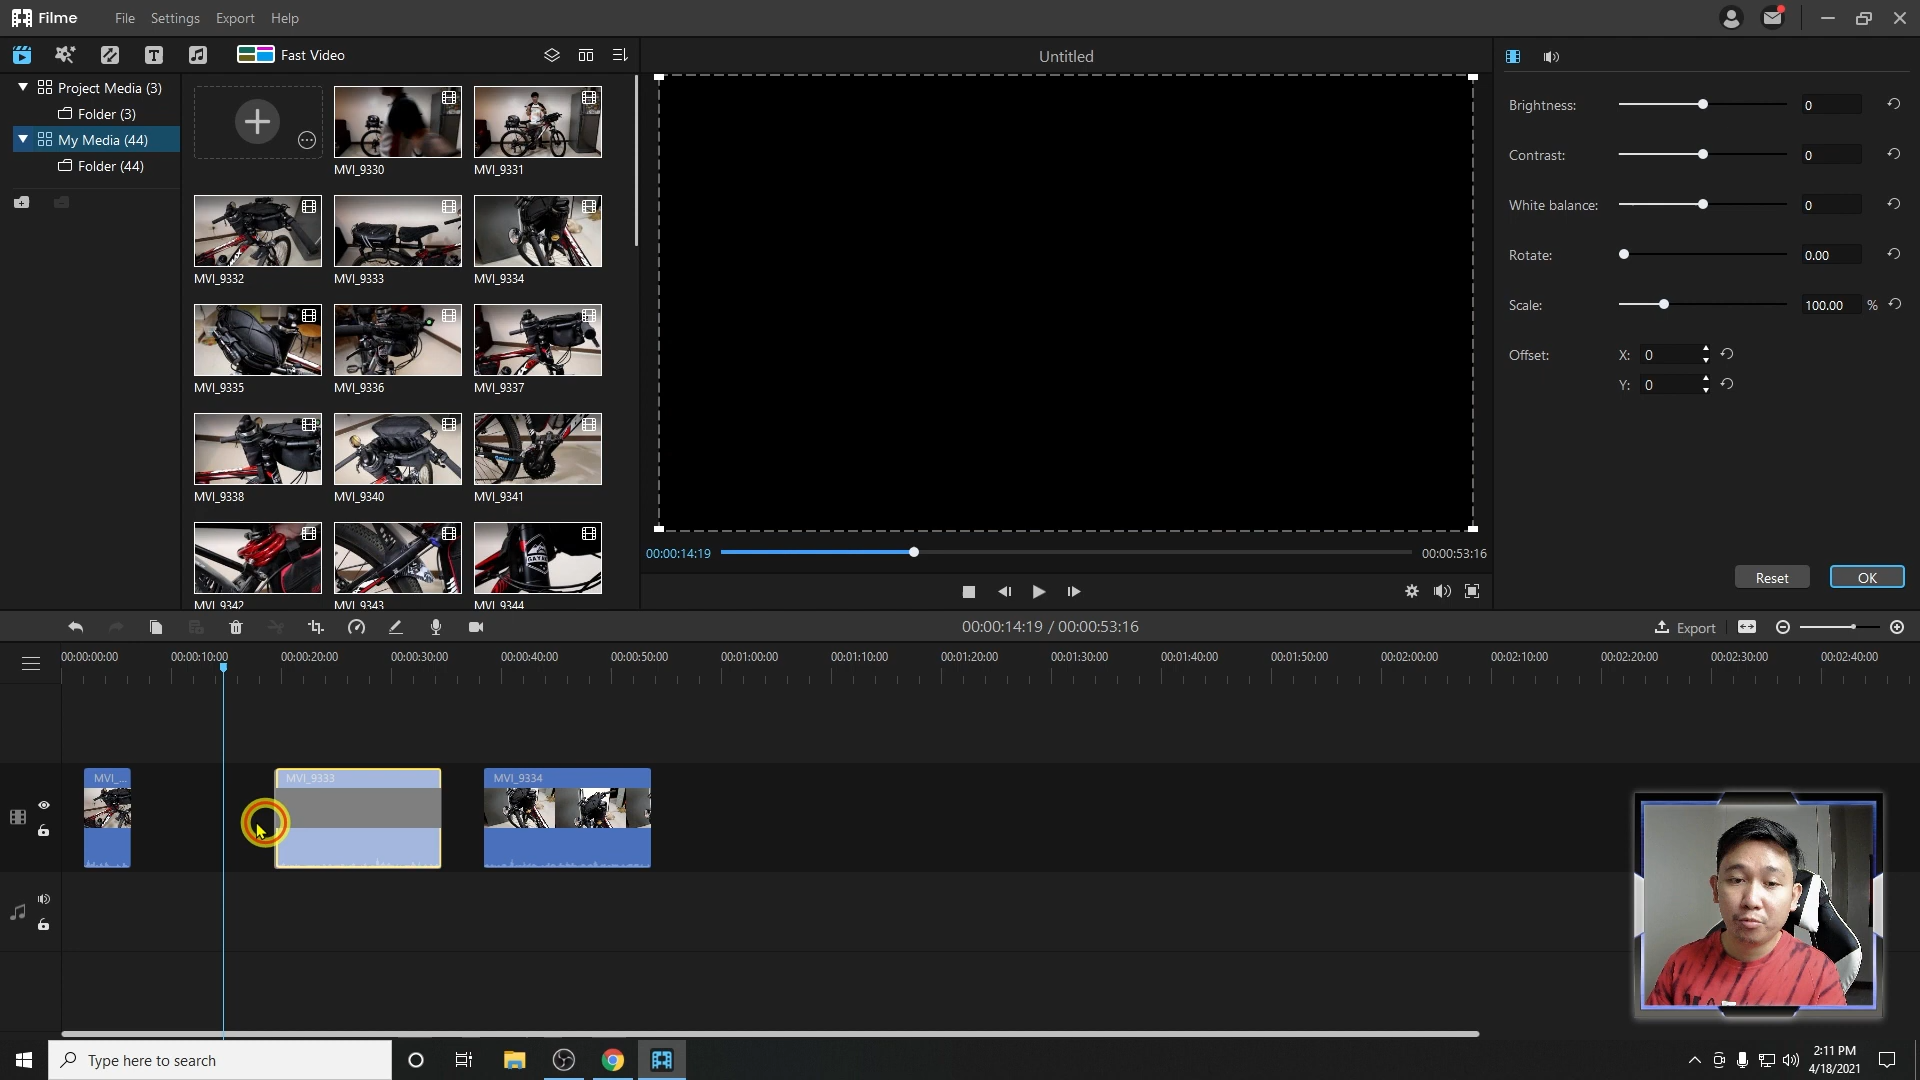 Filme
File
Settings
Export
Help
Fast Video
Untitled
Project Media (3)
Folder (3)
My Media (44)
Folder (44)
MVI_9330
MVI_9331
MVI_9332
MVI_9333
MVI_9334
MVI_9335
MVI_9336
MVI_9337
MVI_9338
MVI_9340
MVI_9341
MVI_9342
MVI_9343
MVI_9344
Brightness:
0
Contrast:
0
White balance:
0
Rotate:
0.00
Scale:
100.00
%
Offset:
X:
0
Y:
0
Reset
OK
00:00:14:19
00:00:53:16
00:00:14:19 / 00:00:53:16
Export
00:00:00:00
00:00:10:00
00:00:20:00
00:00:30:00
00:00:40:00
00:00:50:00
00:01:00:00
00:01:10:00
00:01:20:00
00:01:30:00
00:01:40:00
00:01:50:00
00:02:00:00
00:02:10:00
00:02:20:00
00:02:30:00
00:02:40:00
MVI_...
MVI_9333
MVI_9334
Type here to search
2:11 PM
4/18/2021